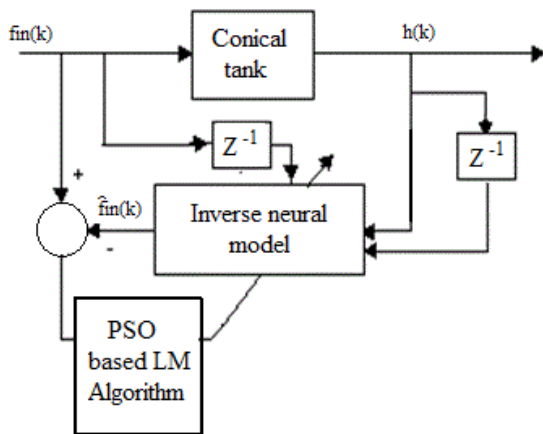 fin(k)
Conical
tank
h(k)
Z⁻¹
Z⁻¹
+
f̂in(k)
-
Inverse neural
model
PSO
based LM
Algorithm